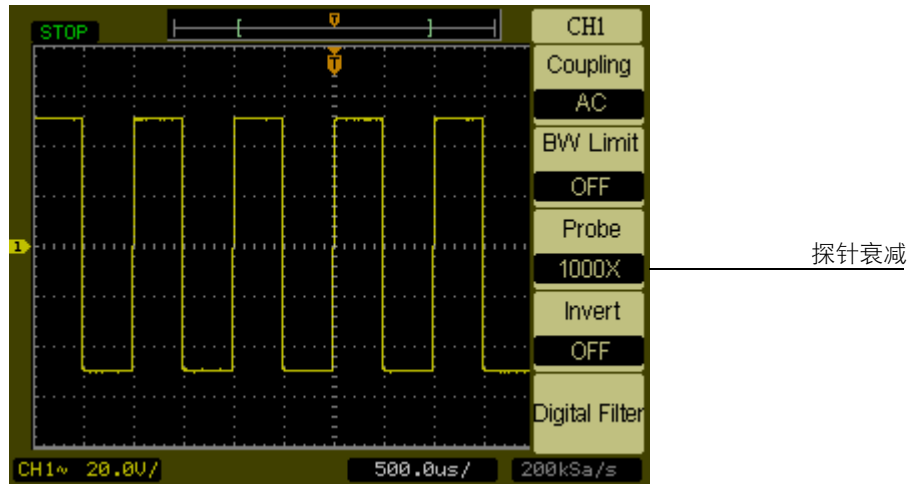 STOP
T
T
1
CH1
Coupling
AC
BW Limit
OFF
Probe
1000X
Invert
OFF
Digital Filter
探针衰减
CH1~ 20.0V/
500.0us/
200kSa/s